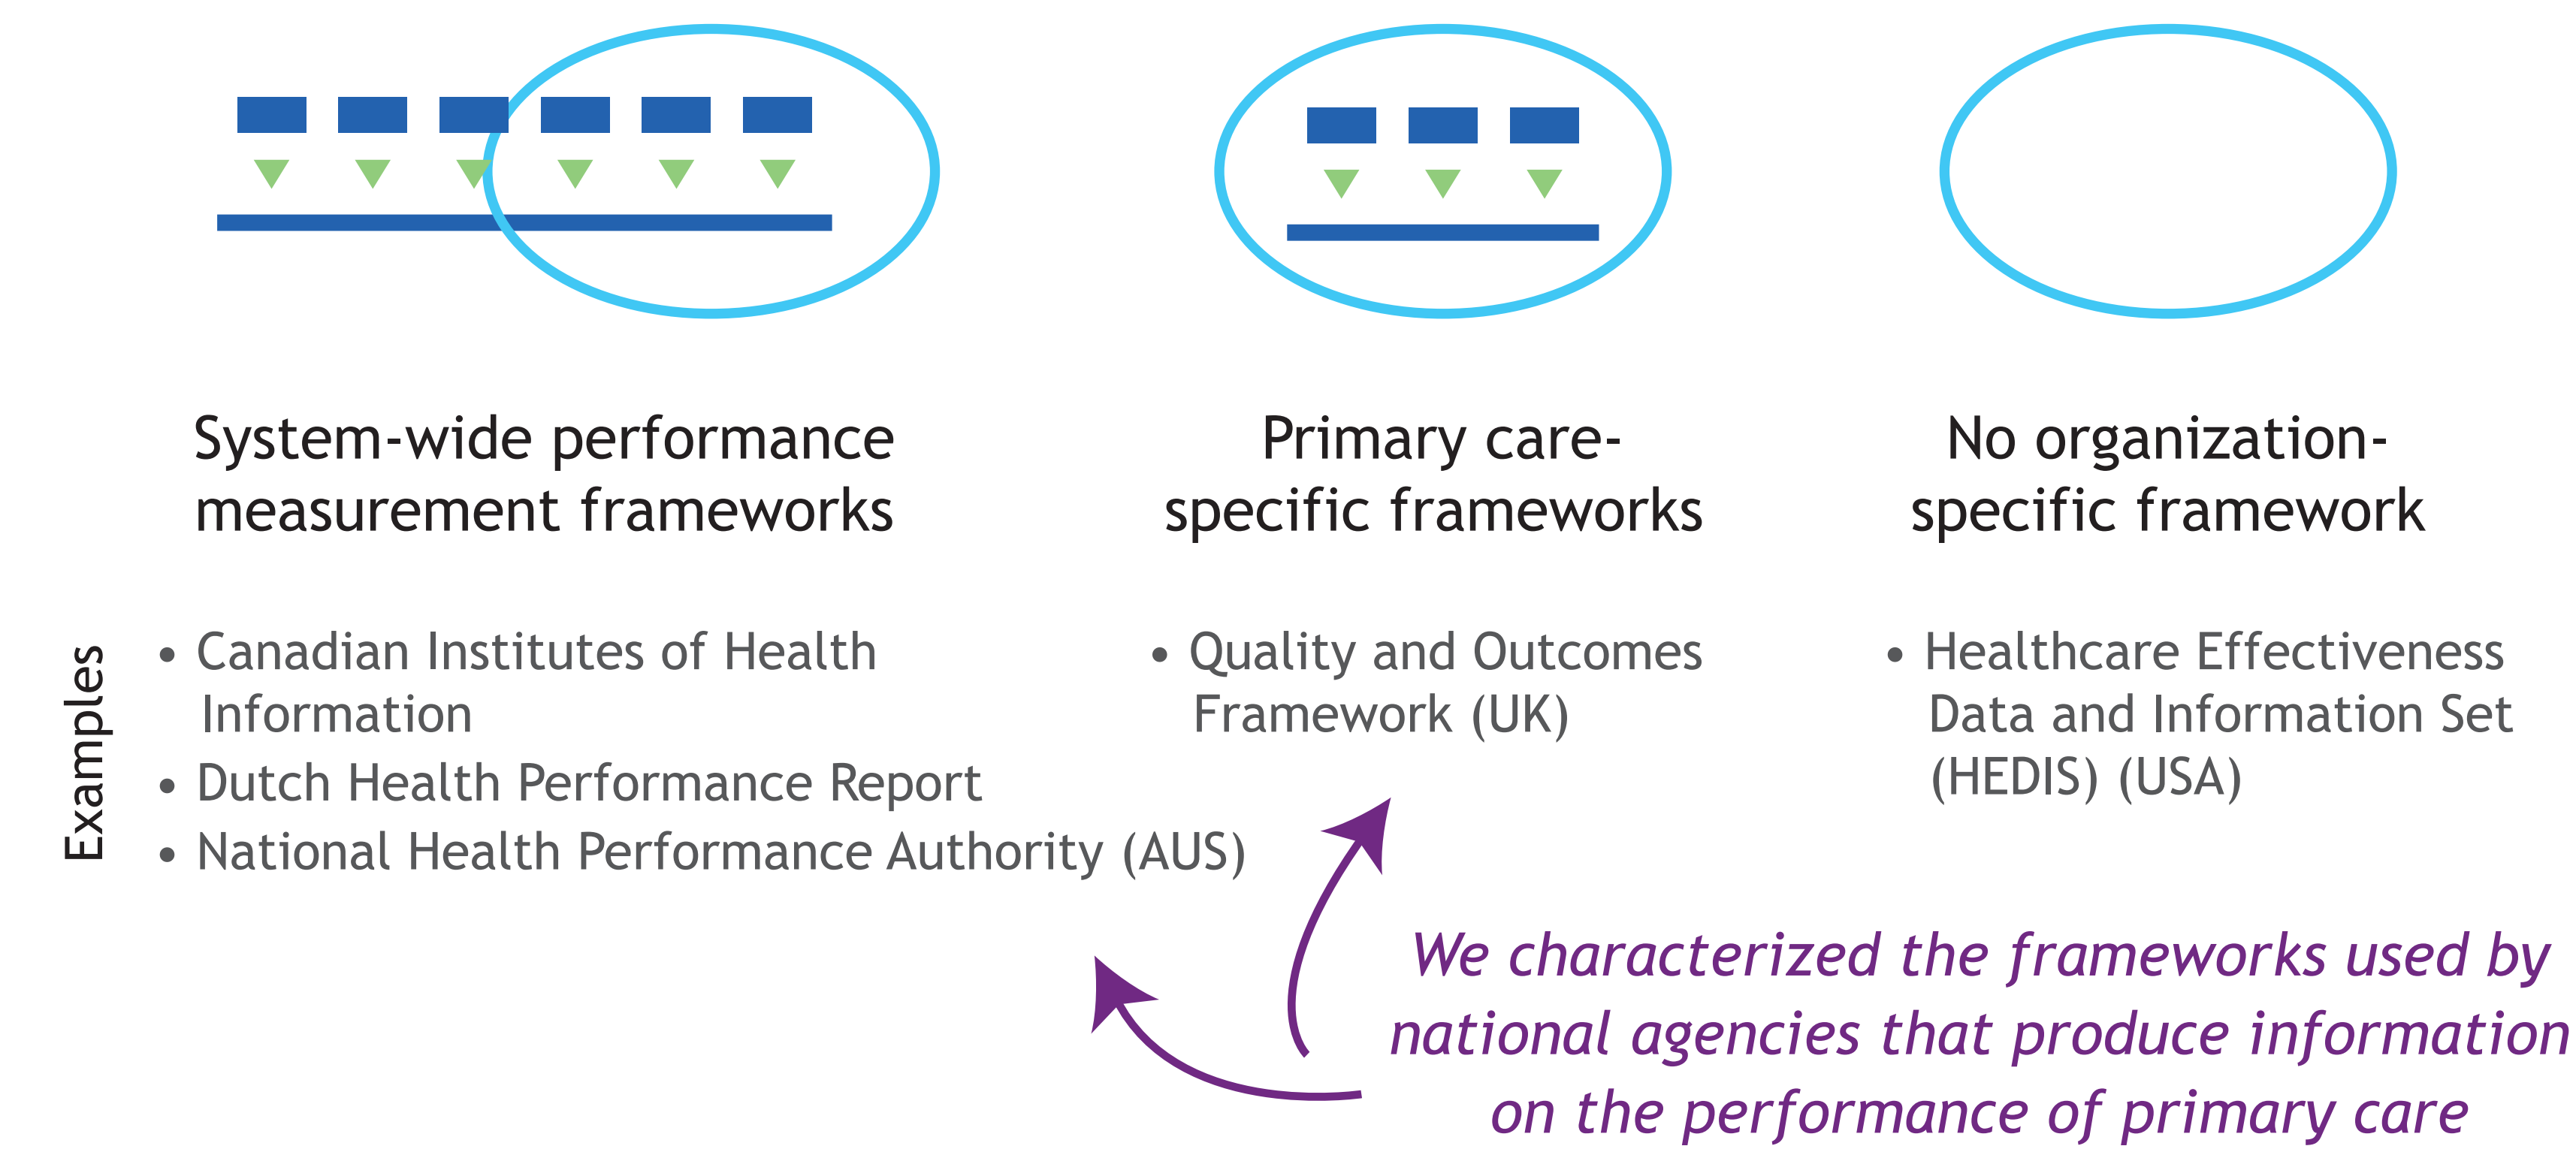 System-wide performance
measurement frameworks
Primary care-
specific frameworks
No organization-
specific framework
Examples
• Canadian Institutes of Health
Information
• Dutch Health Performance Report
• National Health Performance Authority (AUS)
• Quality and Outcomes
Framework (UK)
• Healthcare Effectiveness
Data and Information Set
(HEDIS) (USA)
We characterized the frameworks used by
national agencies that produce information
on the performance of primary care